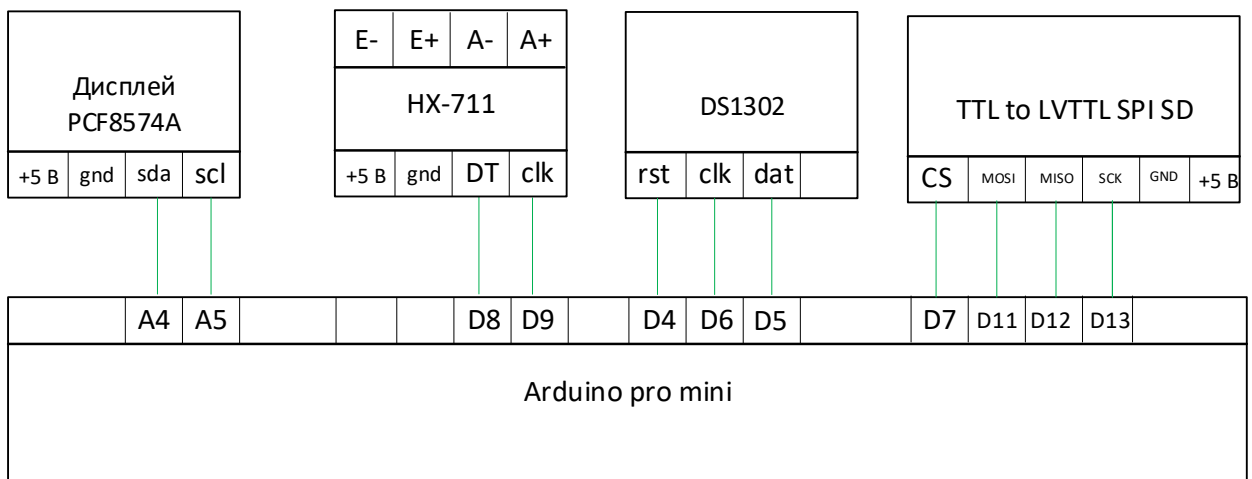 E- E+ A- A+
Дисплей
PCF8574A
HX-711
DS1302
TTL to LVTTL SPI SD
+5 В gnd sda scl
+5 В gnd DT clk
rst clk dat
CS MOSI MISO SCK GND +5 В
A4 A5 D8 D9 D4 D6 D5 D7 D11 D12 D13
Arduino pro mini